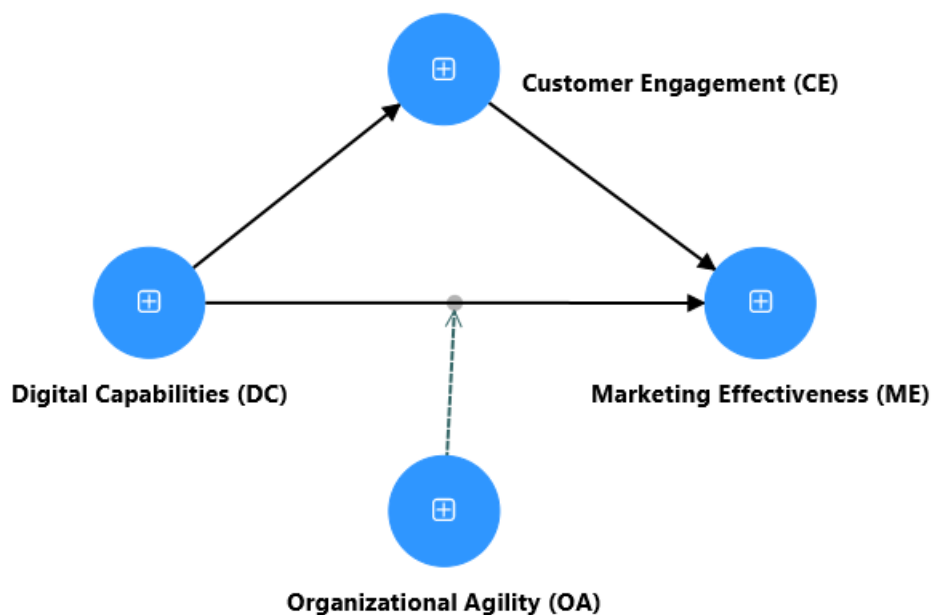 Customer Engagement (CE)
Digital Capabilities (DC)
Marketing Effectiveness (ME)
Organizational Agility (OA)